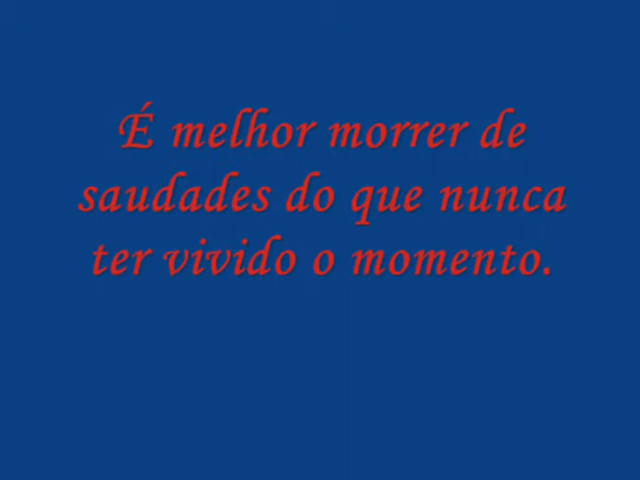 É melhor morrer de
saudades do que nunca
ter vivido o momento.